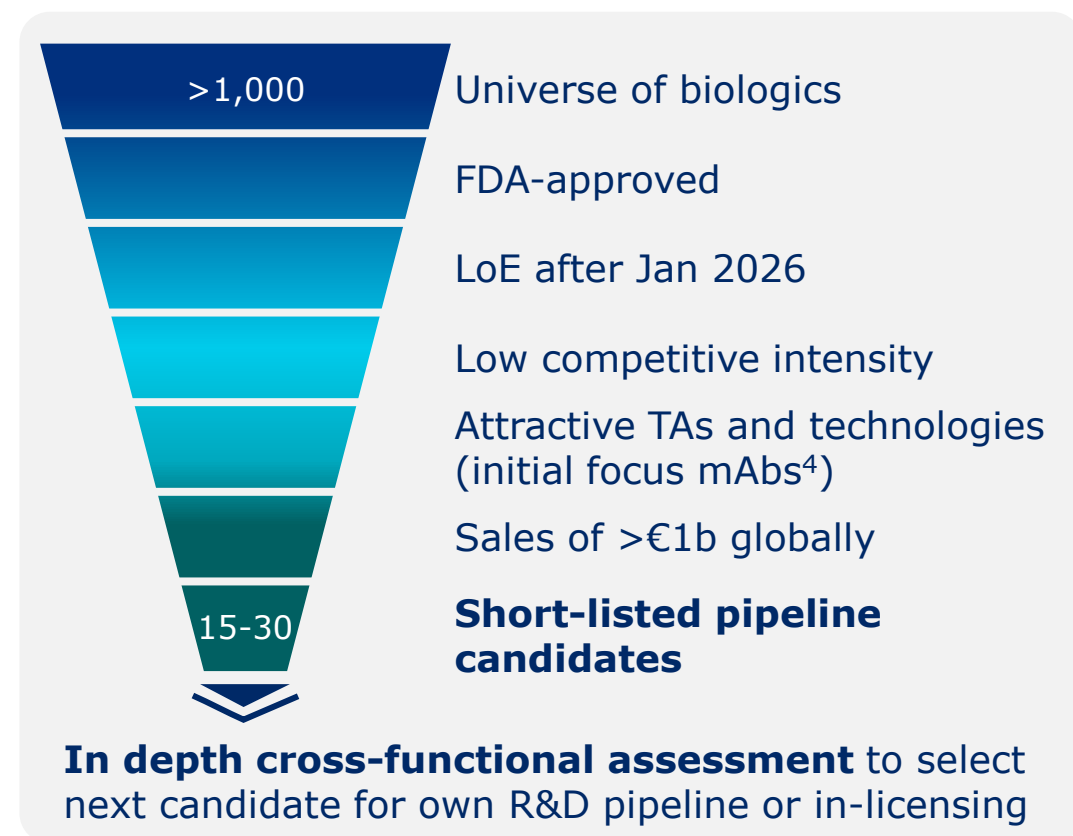 >1,000
Universe of biologics
FDA-approved
LoE after Jan 2026
Low competitive intensity
Attractive TAs and technologies
(initial focus mAbs⁴)
Sales of >€1b globally
15-30
Short-listed pipeline
candidates
In depth cross-functional assessment to select
next candidate for own R&D pipeline or in-licensing